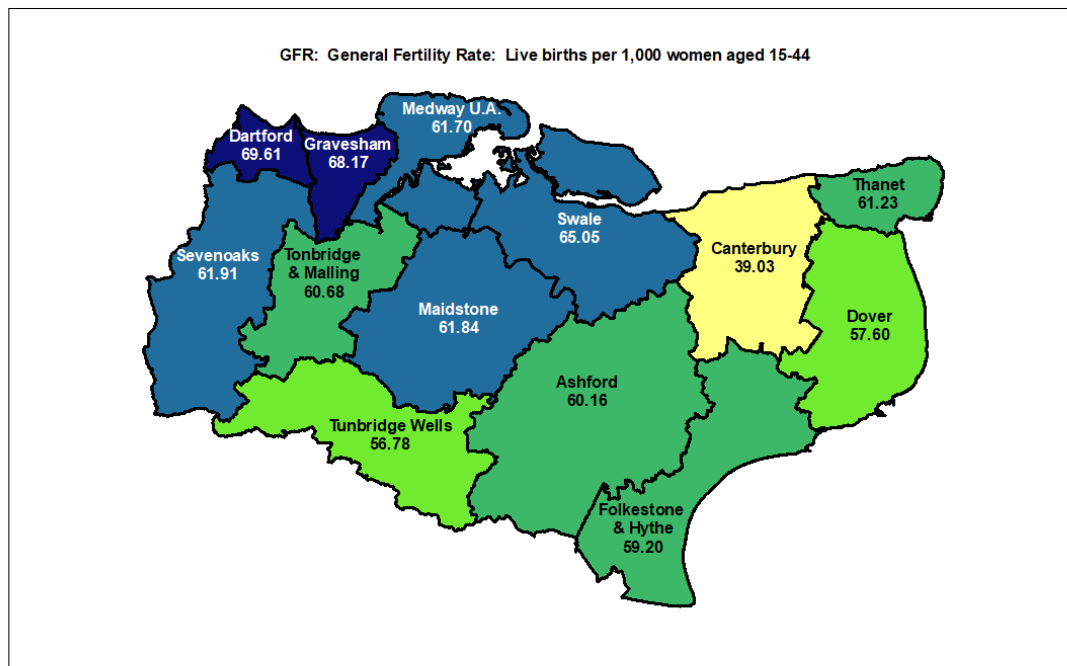 GFR:  General Fertility Rate:  Live births per 1,000 women aged 15-44
Medway U.A.
61.70
Dartford
69.61
Gravesham
68.17
Thanet
61.23
Swale
65.05
Canterbury
39.03
Sevenoaks
61.91
Tonbridge
& Malling
60.68
Maidstone
61.84
Dover
57.60
Ashford
60.16
Tunbridge Wells
56.78
Folkestone
& Hythe
59.20